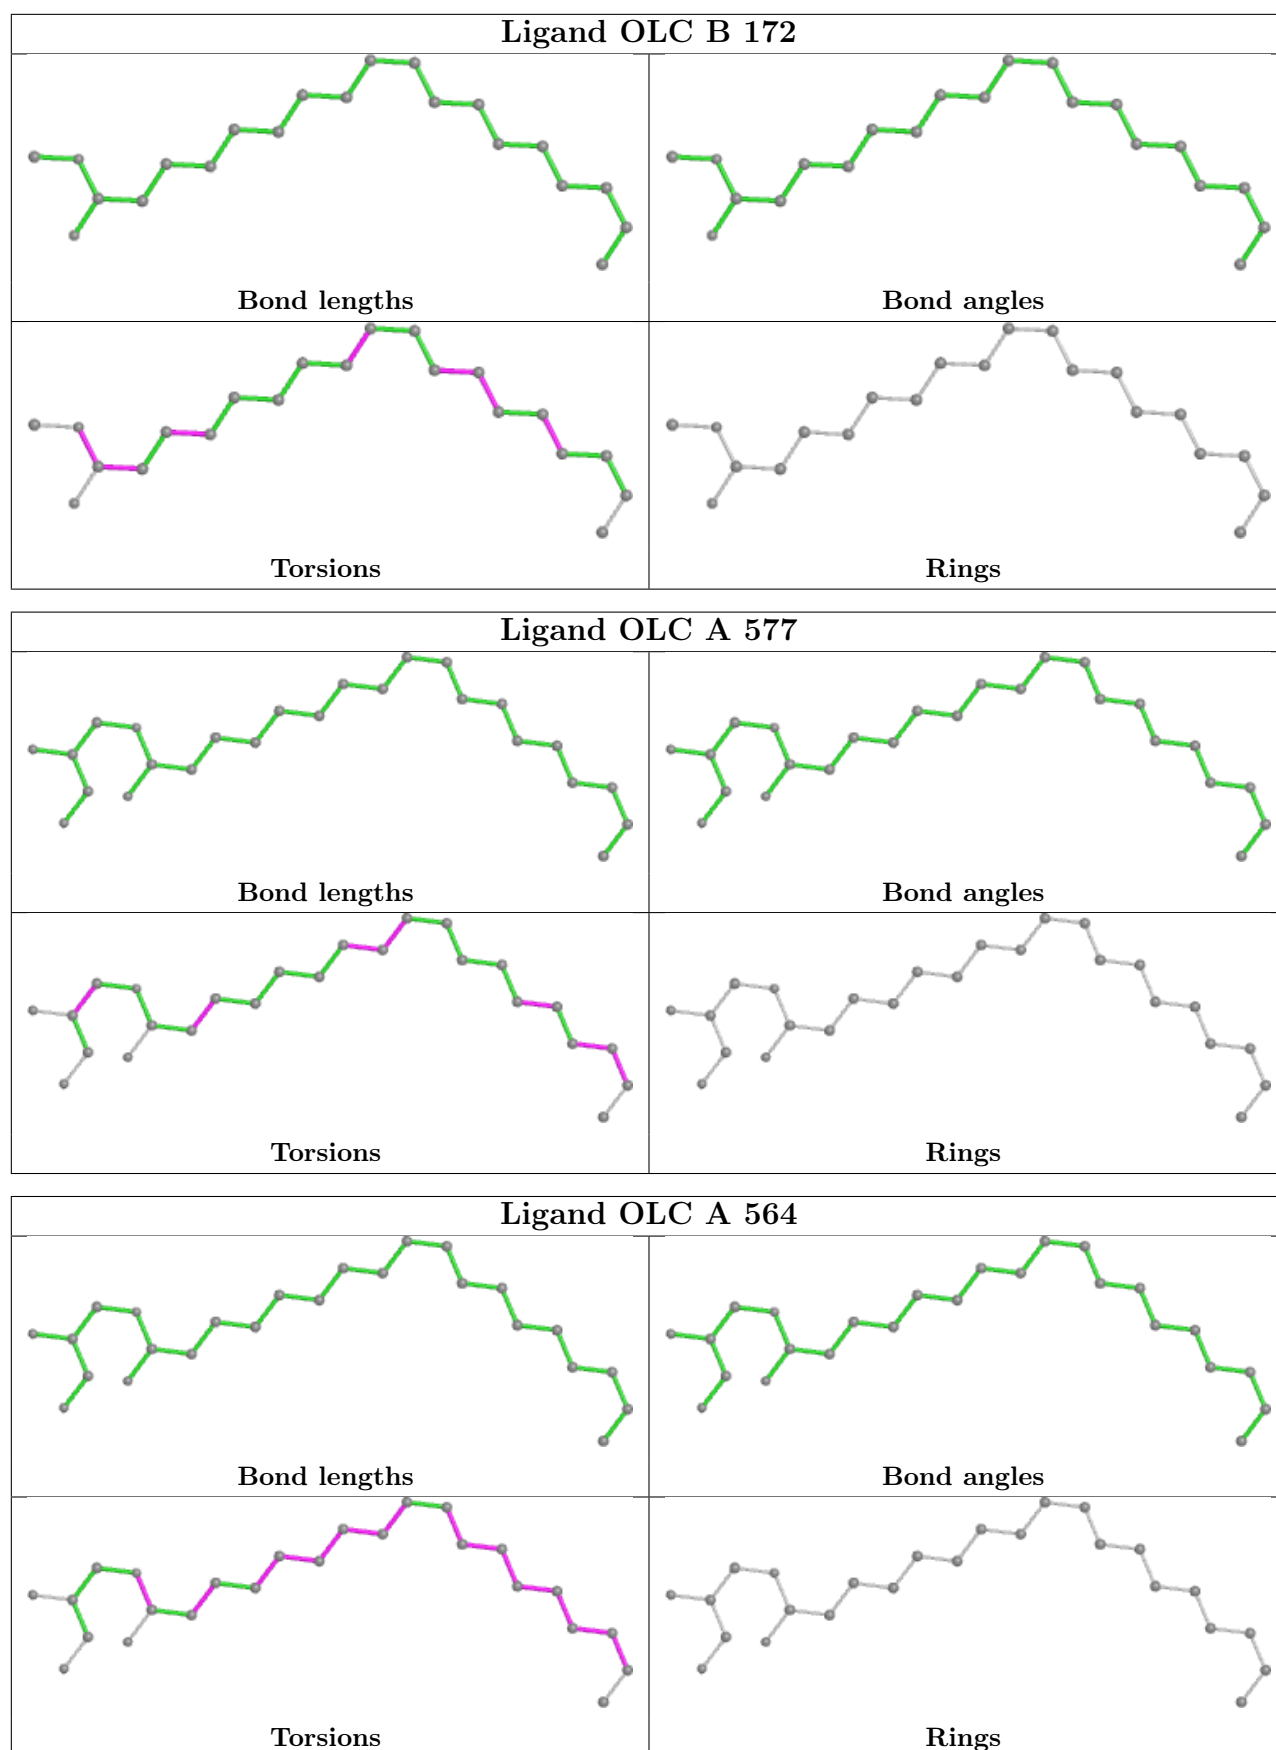 Ligand OLC B 172
Bond lengths
Bond angles
Torsions
Rings
Ligand OLC A 577
Bond lengths
Bond angles
Torsions
Rings
Ligand OLC A 564
Bond lengths
Bond angles
Torsions
Rings